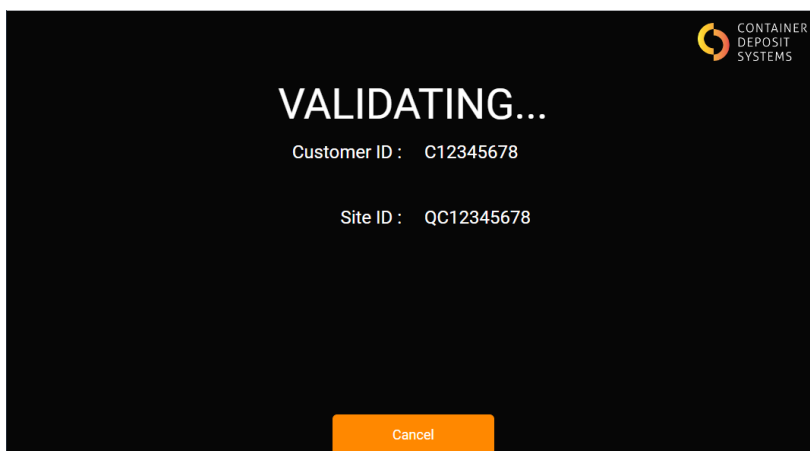 CONTAINER
DEPOSIT
SYSTEMS
VALIDATING...
Customer ID : C12345678
Site ID : QC12345678
Cancel